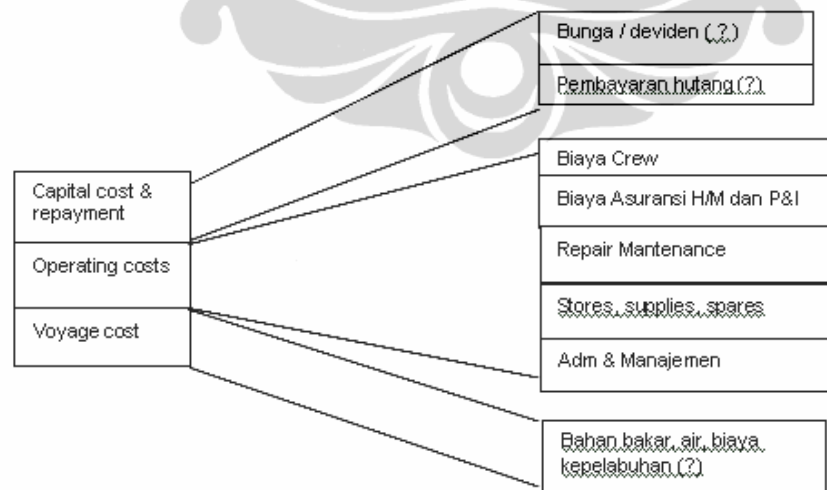 Capital cost &
repayment
Operating costs
Voyage cost
Bunga / deviden (?)
Pembayaran hutang (?)
Biaya Crew
Biaya Asuransi H/M dan P&I
Repair Mantenance
Stores, supplies, spares
Adm & Manajemen
Bahan bakar, air, biaya
kepelabuhan (?)